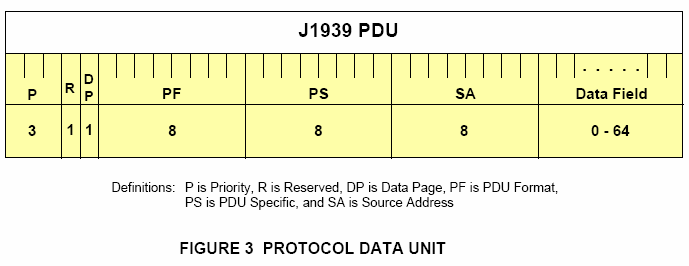 J1939 PDU
P R DP PF PS SA Data Field
3 1 1 8 8 8 0 - 64
Definitions: P is Priority, R is Reserved, DP is Data Page, PF is PDU Format,
PS is PDU Specific, and SA is Source Address
FIGURE 3 PROTOCOL DATA UNIT